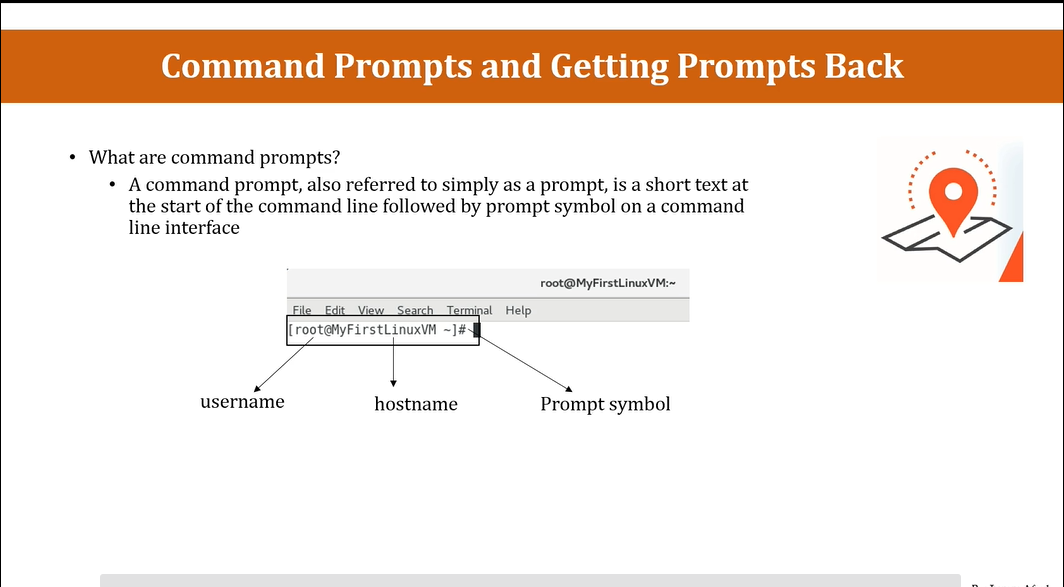 Command Prompts and Getting Prompts Back
• What are command prompts?
• A command prompt, also referred to simply as a prompt, is a short text at
the start of the command line followed by prompt symbol on a command
line interface
root@MyFirstLinuxVM:~
File Edit View Search Terminal Help
[root@MyFirstLinuxVM ~]#
username hostname Prompt symbol